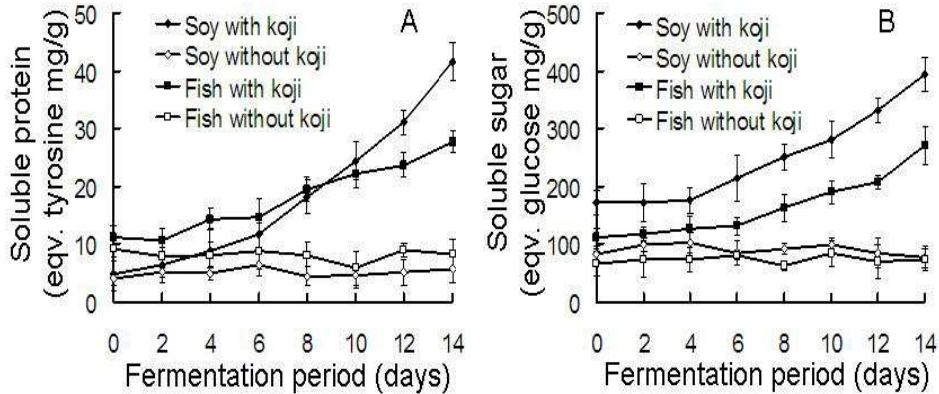 A
Soluble protein
(eqv. tyrosine mg/g)
50
40
30
20
10
0
Soy with koji
Soy without koji
Fish with koji
Fish without koji
0 2 4 6 8 10 12 14
Fermentation period (days)
B
Soluble sugar
(eqv. glucose mg/g)
500
400
300
200
100
0
Soy with koji
Soy without koji
Fish with koji
Fish without koji
0 2 4 6 8 10 12 14
Fermentation period (days)